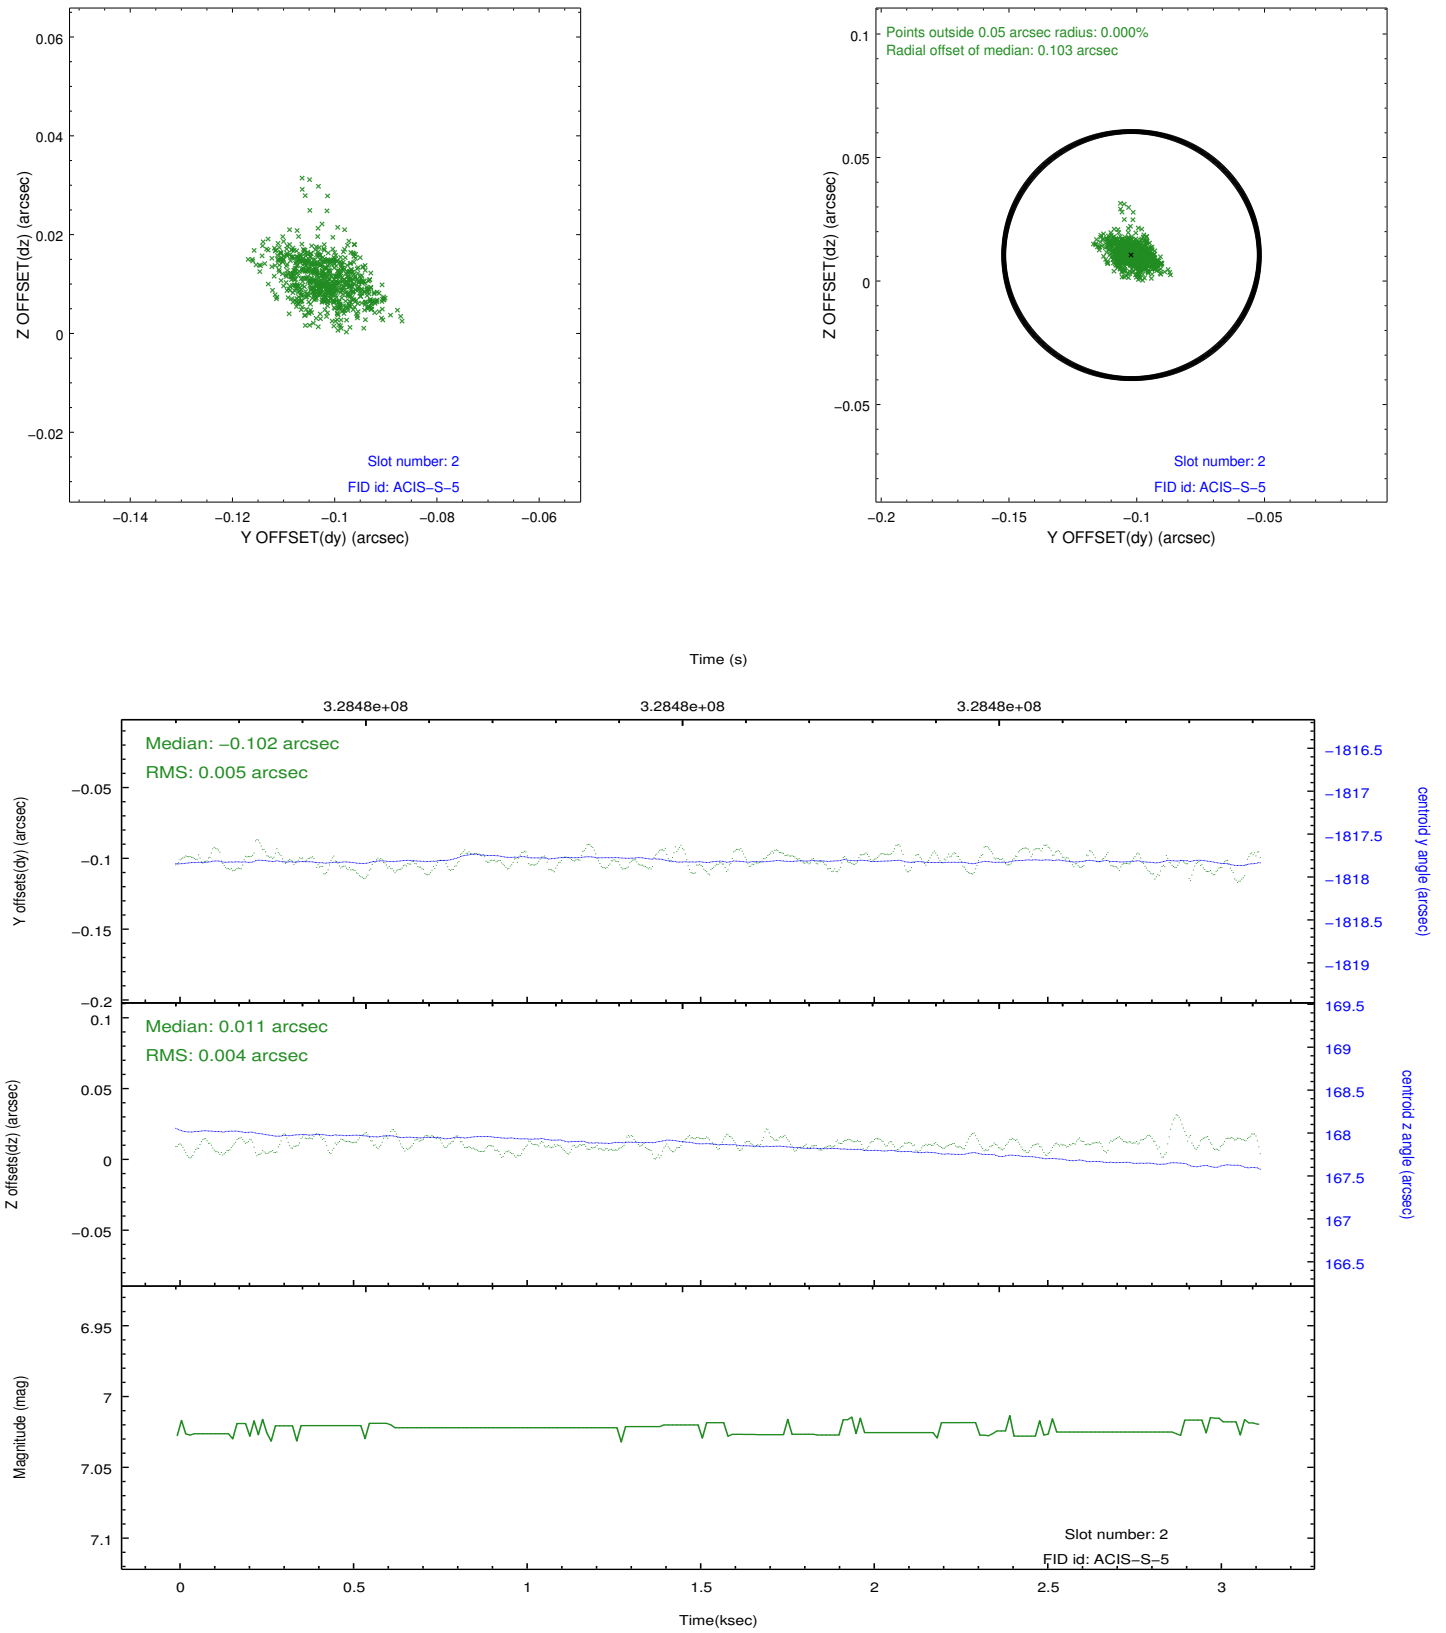 0.06
0.04
0.02
0
−0.02
Z OFFSET(dz) (arcsec)
Slot number: 2
FID id: ACIS−S−5
−0.14
−0.12
−0.1
−0.08
−0.06
Y OFFSET(dy) (arcsec)
Points outside 0.05 arcsec radius: 0.000%
Radial offset of median: 0.103 arcsec
0.1
0.05
0
−0.05
Z OFFSET(dz) (arcsec)
Slot number: 2
FID id: ACIS−S−5
−0.2
−0.15
−0.1
−0.05
Y OFFSET(dy) (arcsec)
Time (s)
3.2848e+08
3.2848e+08
3.2848e+08
Median: −0.102 arcsec
RMS: 0.005 arcsec
−0.05
−0.1
−0.15
−0.2
Y offsets(dy) (arcsec)
−1816.5
−1817
−1817.5
−1818
−1818.5
−1819
centroid y angle (arcsec)
Median: 0.011 arcsec
RMS: 0.004 arcsec
0.1
0.05
0
−0.05
Z offsets(dz) (arcsec)
169.5
169
168.5
168
167.5
167
166.5
centroid z angle (arcsec)
6.95
7
7.05
7.1
Magnitude (mag)
Slot number: 2
FID id: ACIS−S−5
0
0.5
1
1.5
2
2.5
3
Time(ksec)